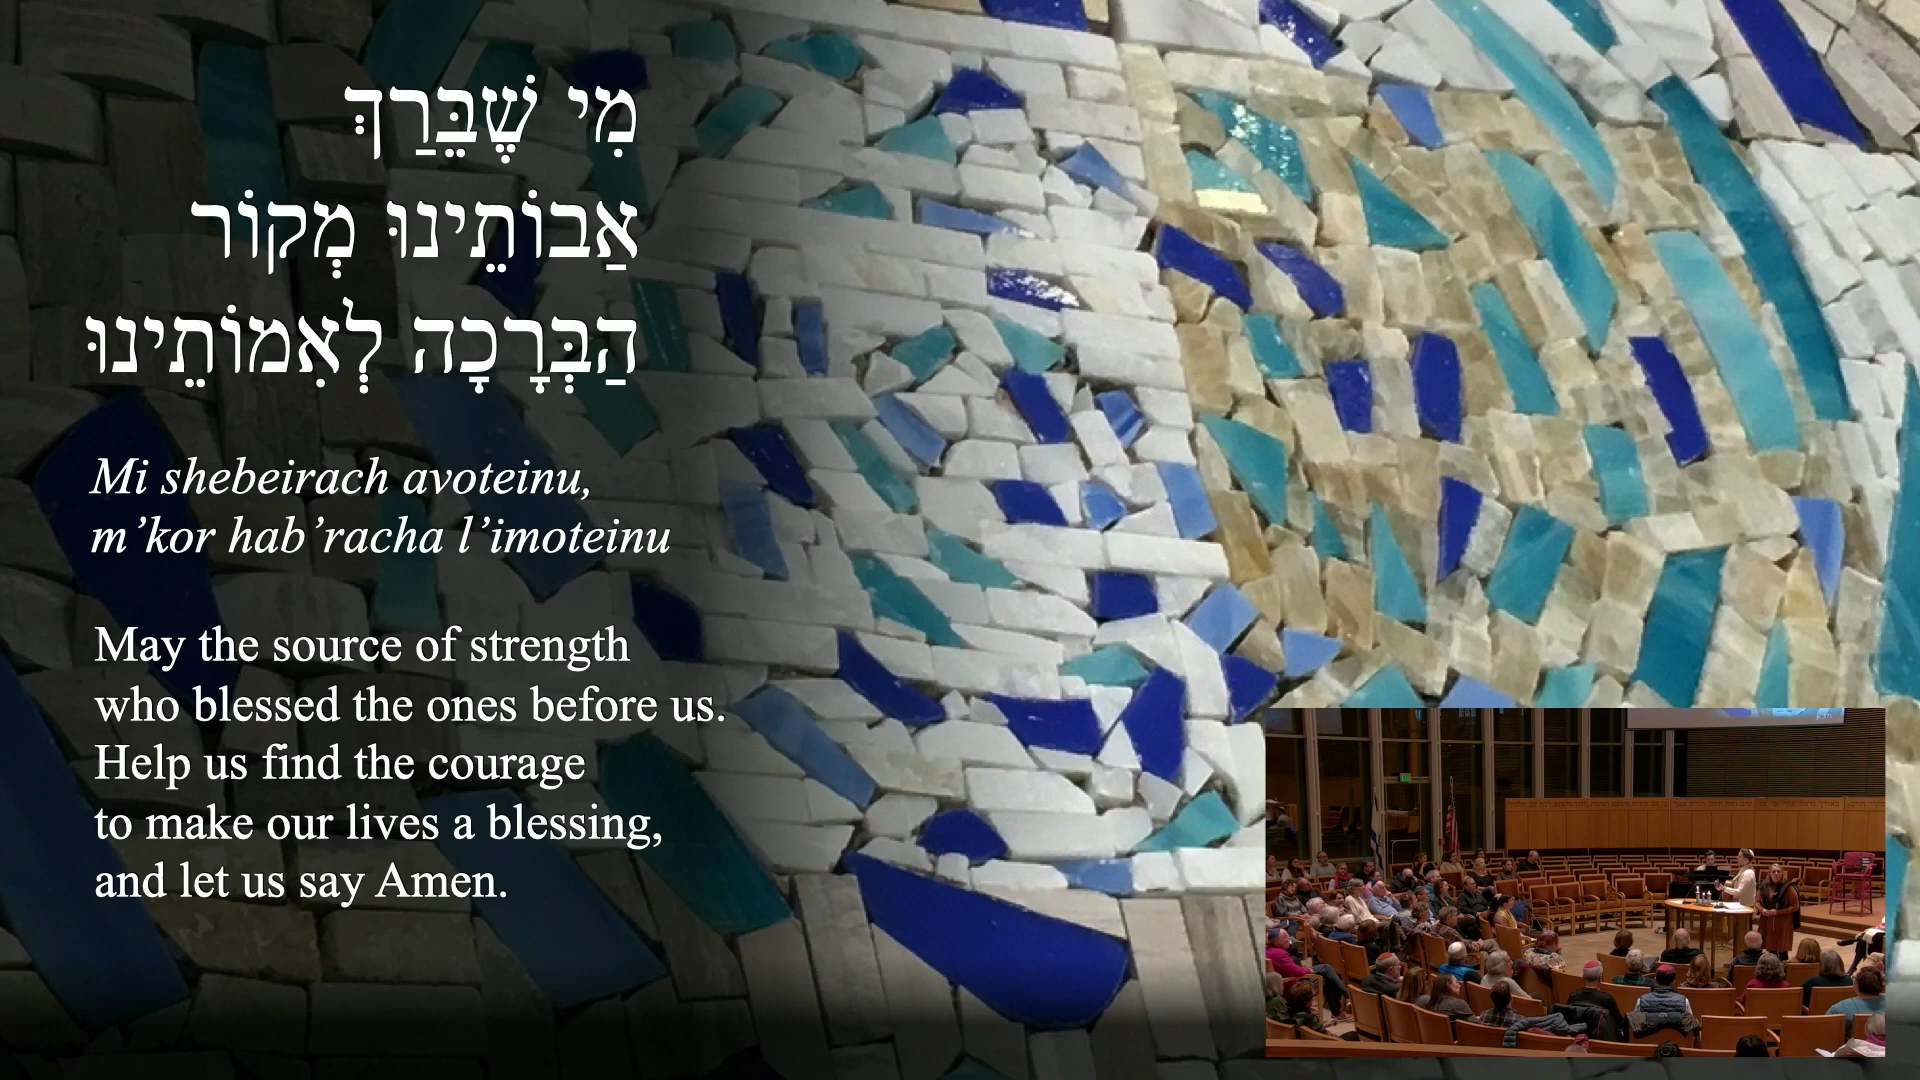 מִי שֶׁבֵּרַךְ
אַבוֹתֵינוּ מְקוֹר
הַבְּרָכָה לְאִמוֹתֵינוּ
Mi shebeirach avoteinu,
m’kor hab’racha l’imoteinu
May the source of strength
who blessed the ones before us.
Help us find the courage
to make our lives a blessing,
and let us say Amen.